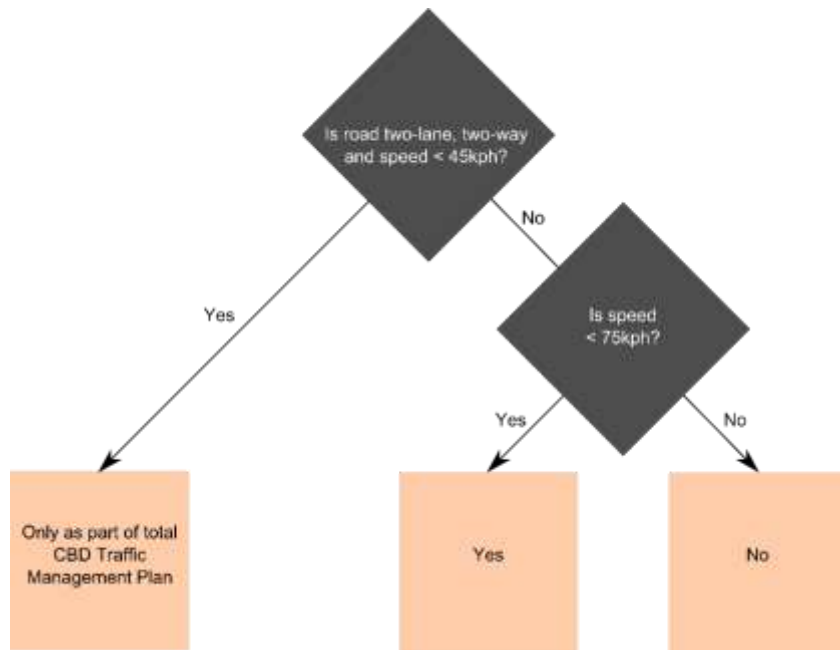 Is road two-lane, two-way
and speed < 45kph?
No
Yes
Is speed
< 75kph?
Yes
No
Only as part of total
CBD Traffic
Management Plan
Yes
No